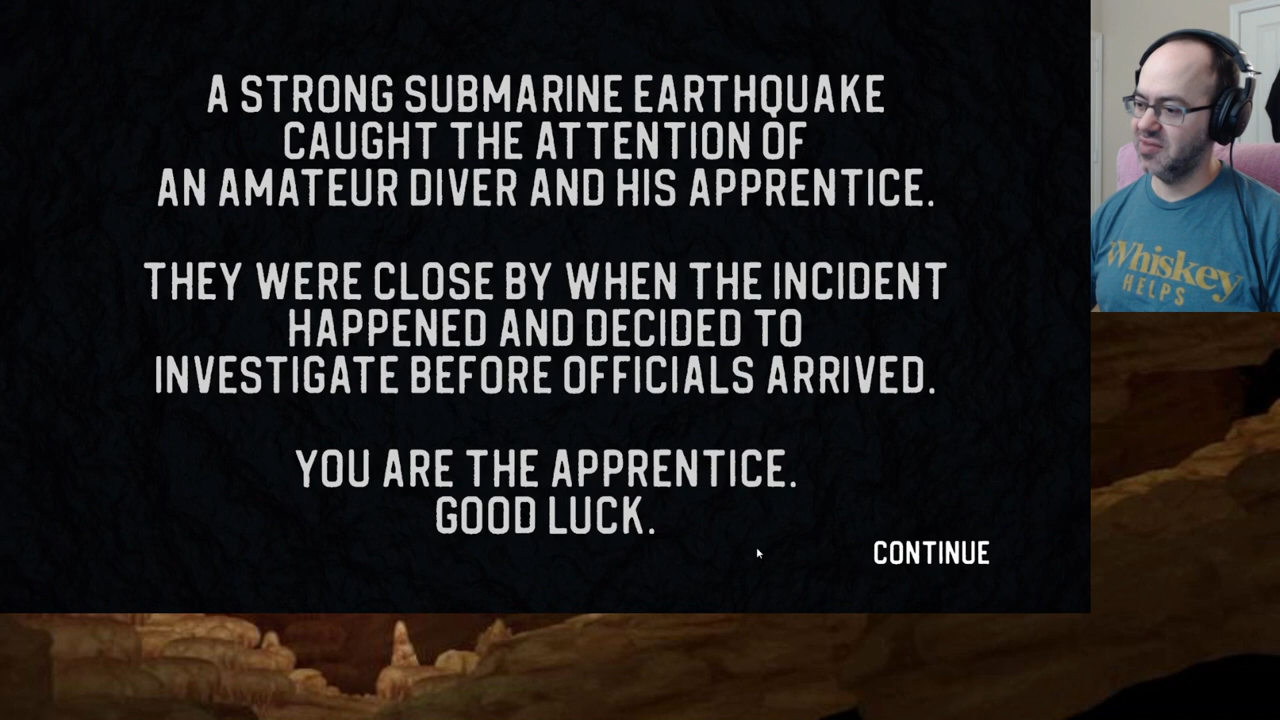 A STRONG SUBMARINE EARTHQUAKE
CAUGHT THE ATTENTION OF
AN AMATEUR DIVER AND HIS APPRENTICE.
THEY WERE CLOSE BY WHEN THE INCIDENT
HAPPENED AND DECIDED TO
INVESTIGATE BEFORE OFFICIALS ARRIVED.
YOU ARE THE APPRENTICE.
GOOD LUCK.
CONTINUE
Whiskey
HELPS